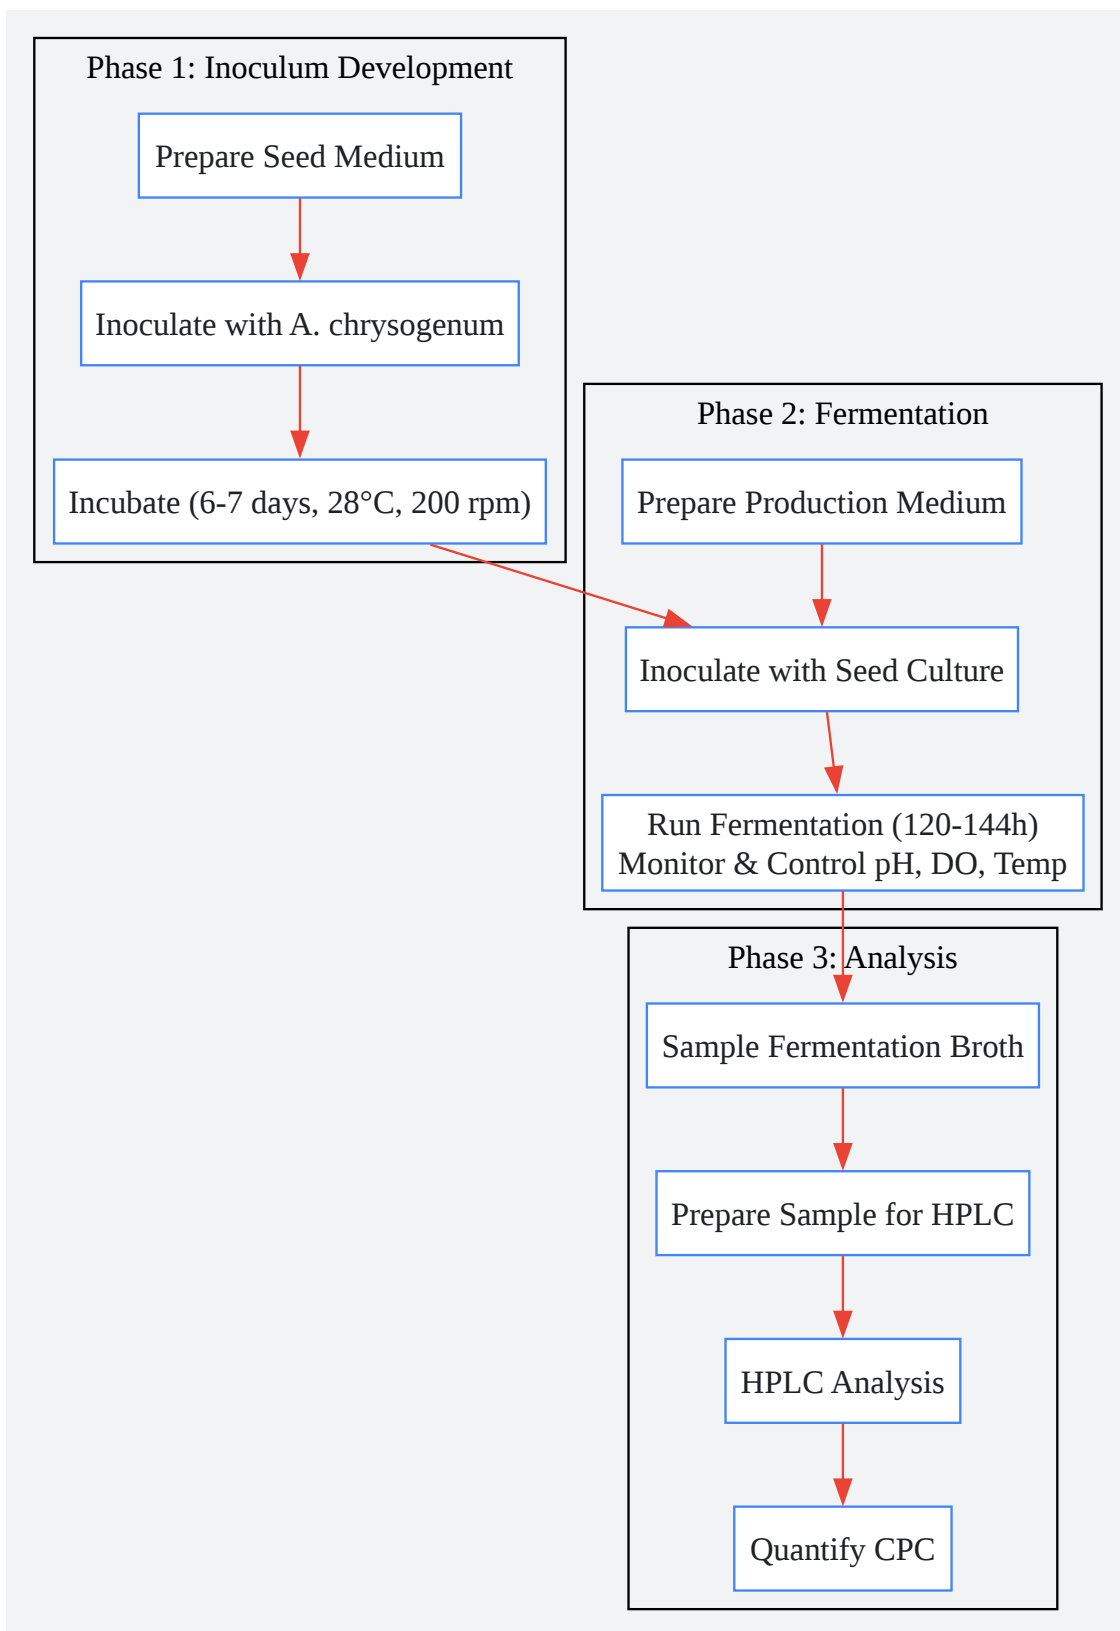 Phase 1: Inoculum Development
Prepare Seed Medium
Inoculate with A. chrysogenum
Incubate (6-7 days, 28°C, 200 rpm)
Phase 2: Fermentation
Prepare Production Medium
Inoculate with Seed Culture
Run Fermentation (120-144h)
Monitor & Control pH, DO, Temp
Phase 3: Analysis
Sample Fermentation Broth
Prepare Sample for HPLC
HPLC Analysis
Quantify CPC